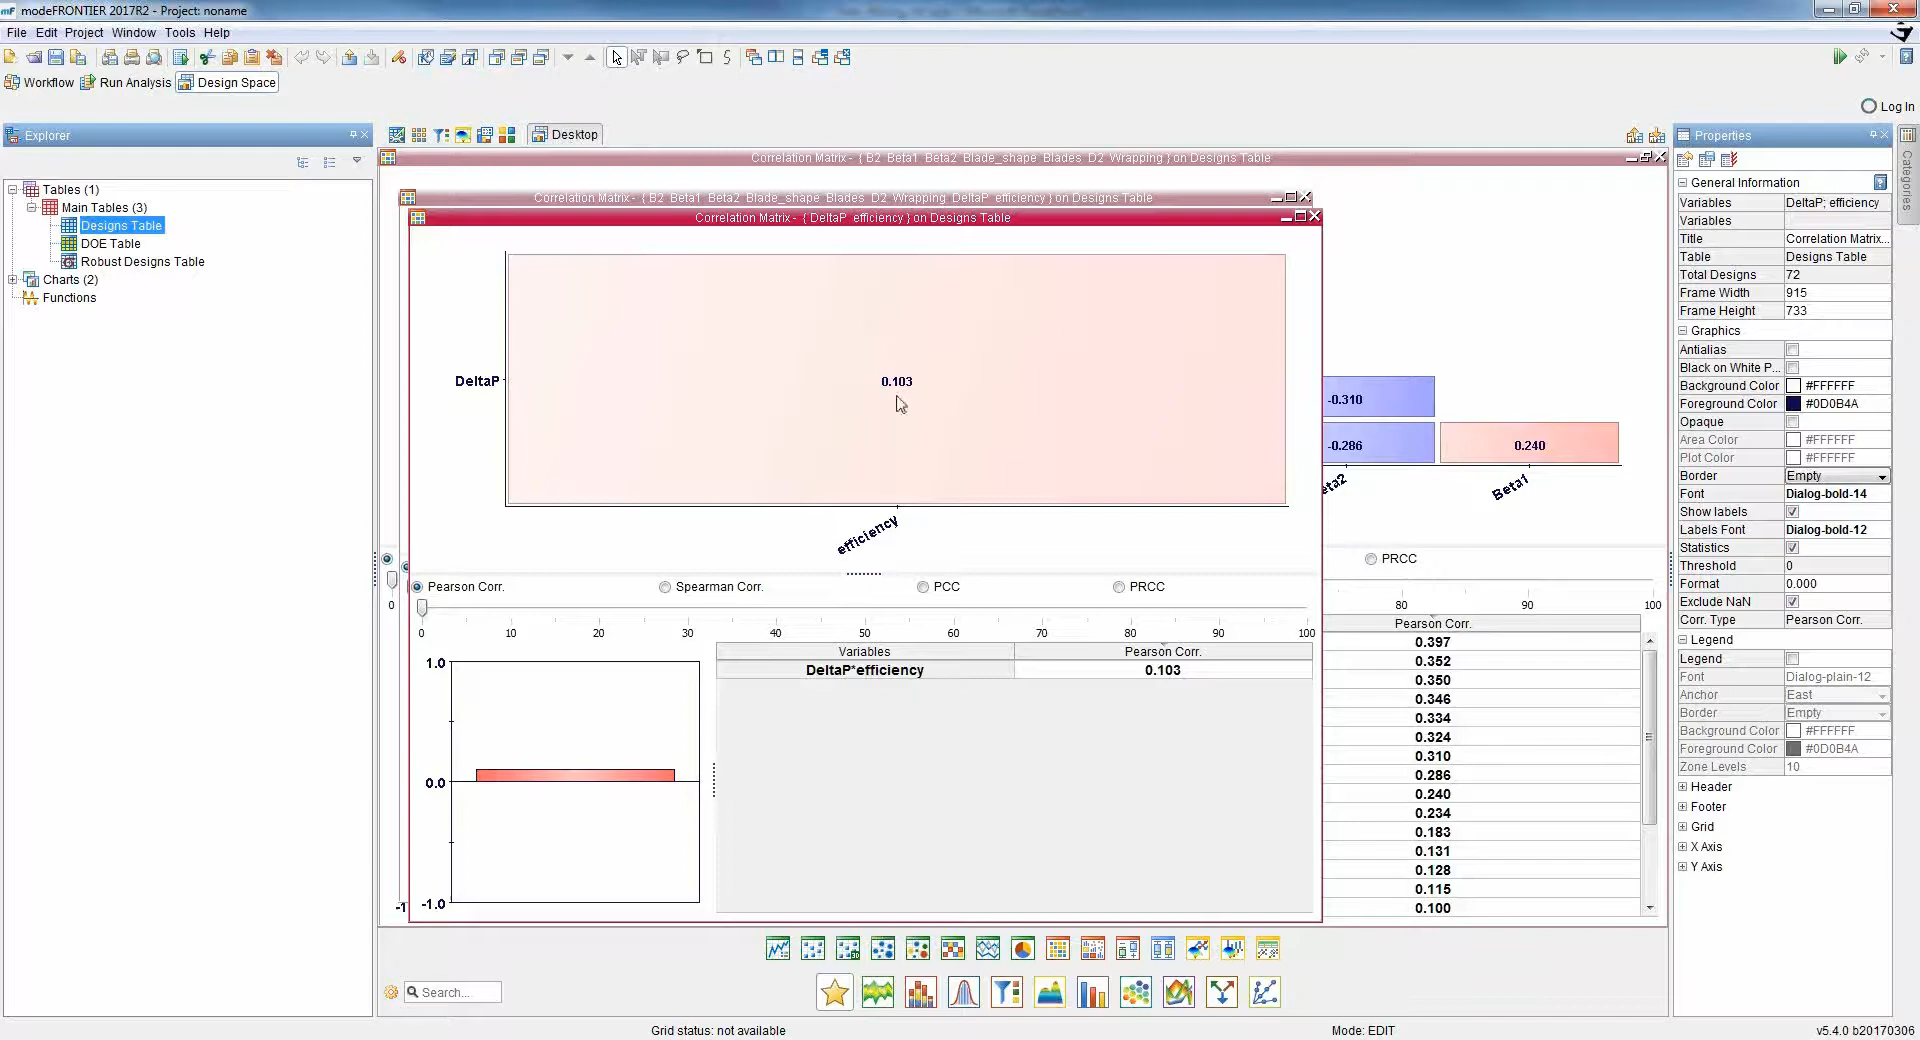 modeFRONTIER 2017R2 - Project: noname
File Edit Project Window Tools Help
Workflow Run Analysis Design Space
Log In
Explorer
Desktop
Properties
Categories
Correlation Matrix - { B2 Beta1 Beta2 Blade_shape Blades D2 Wrapping } on Designs Table
Correlation Matrix - { B2 Beta1 Beta2 Blade_shape Blades D2 Wrapping DeltaP efficiency } on Designs Table
Correlation Matrix - { DeltaP efficiency } on Designs Table
Tables (1)
Main Tables (3)
Designs Table
DOE Table
Robust Designs Table
Charts (2)
Functions
DeltaP
0.103
efficiency
-0.310
-0.286
0.240
eta2
Beta1
PRCC
Pearson Corr. Spearman Corr. PCC PRCC
0
80 90 100
0 10 20 30 40 50 60 70 80 90 100
1.0
0.0
-1.0
-1
Variables Pearson Corr.
DeltaP*efficiency 0.103
Pearson Corr.
0.397
0.352
0.350
0.346
0.334
0.324
0.310
0.286
0.240
0.234
0.183
0.131
0.128
0.115
0.100
General Information
Variables DeltaP; efficiency
Variables
Title Correlation Matrix...
Table Designs Table
Total Designs 72
Frame Width 915
Frame Height 733
Graphics
Antialias
Black on White P...
Background Color #FFFFFF
Foreground Color #0D0B4A
Opaque
Area Color #FFFFFF
Plot Color #FFFFFF
Border Empty
Font Dialog-bold-14
Show labels
Labels Font Dialog-bold-12
Statistics
Threshold 0
Format 0.000
Exclude NaN
Corr. Type Pearson Corr.
Legend
Legend
Font Dialog-plain-12
Anchor East
Border Empty
Background Color #FFFFFF
Foreground Color #0D0B4A
Zone Levels 10
Header
Footer
Grid
X Axis
Y Axis
Search...
Grid status: not available Mode: EDIT v5.4.0 b20170306